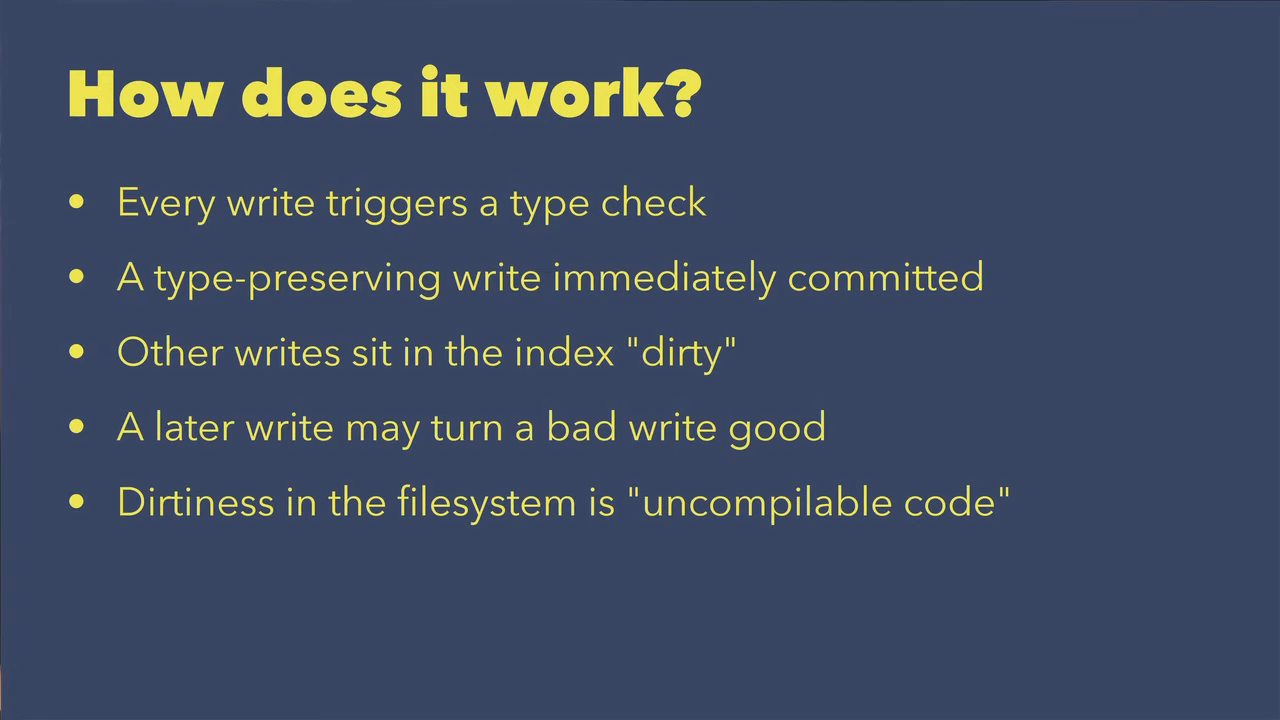 How does it work?
• Every write triggers a type check
• A type-preserving write immediately committed
• Other writes sit in the index "dirty"
• A later write may turn a bad write good
• Dirtiness in the filesystem is "uncompilable code"